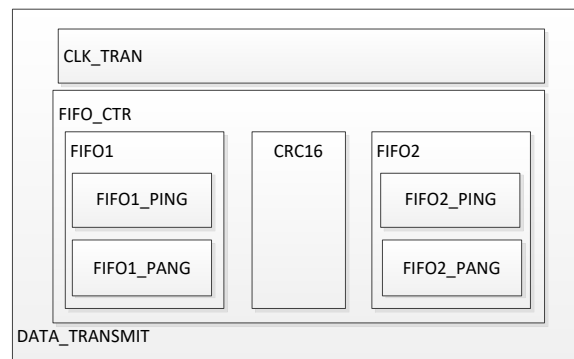 CLK_TRAN
FIFO_CTR
FIFO1
CRC16
FIFO2
FIFO1_PING
FIFO2_PING
FIFO1_PANG
FIFO2_PANG
DATA_TRANSMIT